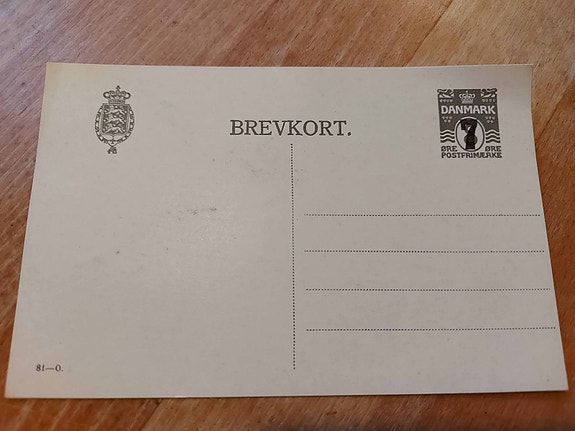 BREVKORT.
DANMARK
7
ØRE ØRE
POSTFRIMÆRKE
81—O.